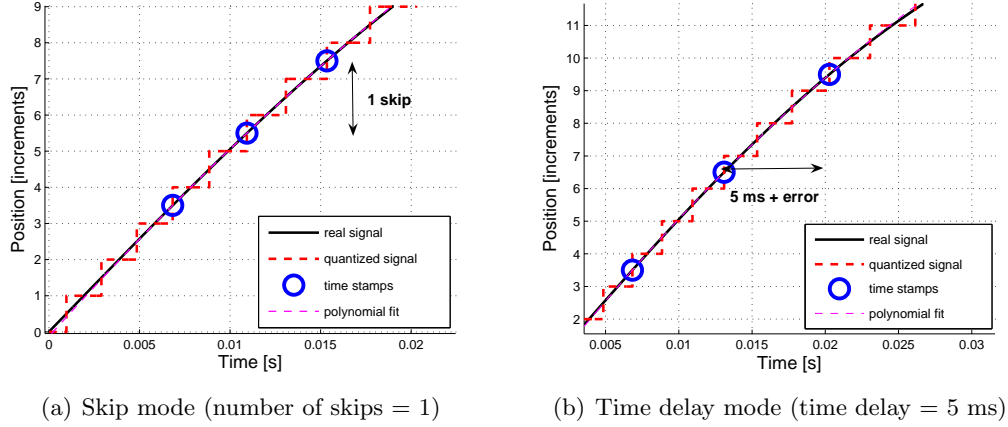 9
8
7
6
5
4
3
2
1
0
Position [increments]
1 skip
real signal
quantized signal
time stamps
polynomial fit
0
0.005
0.01
0.015
0.02
Time [s]
(a) Skip mode (number of skips = 1)
11
10
9
8
7
6
5
4
3
2
Position [increments]
5 ms + error
real signal
quantized signal
time stamps
polynomial fit
0.005
0.01
0.015
0.02
0.025
0.03
Time [s]
(b) Time delay mode (time delay = 5 ms)